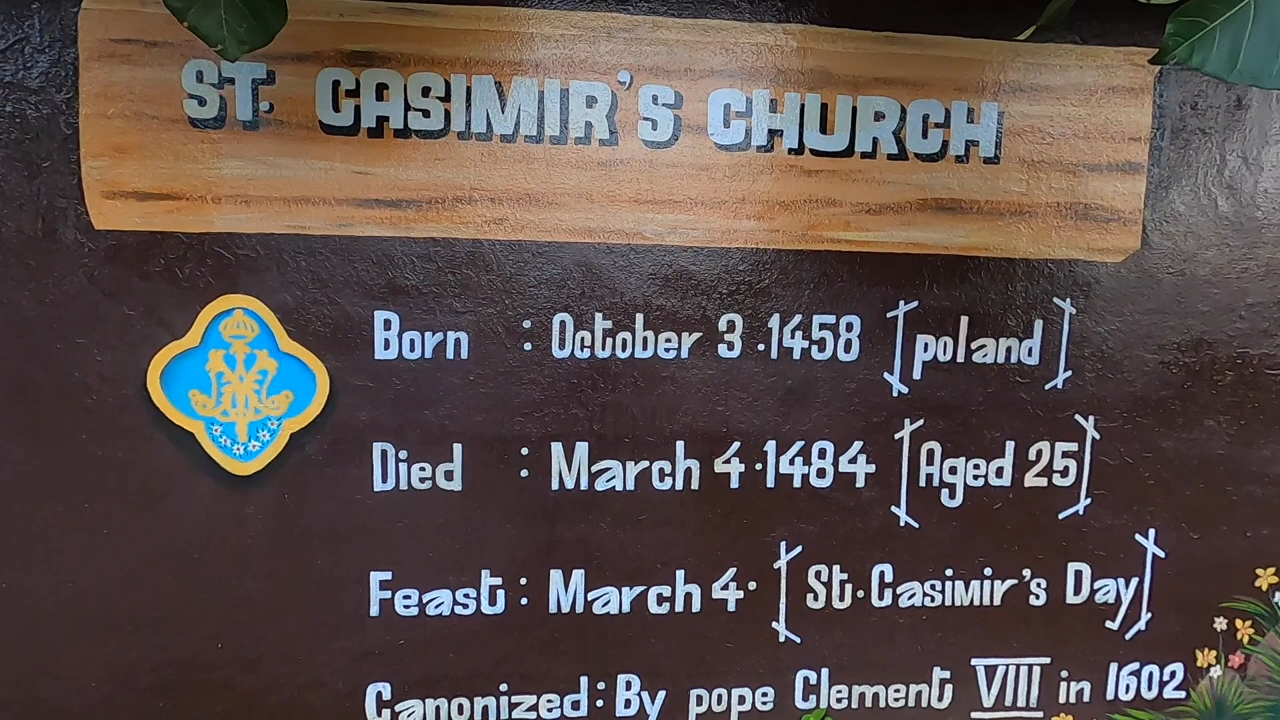 ST. CASIMIR'S CHURCH
Born : October 3 .1458 [poland]
Died : March 4.1484 [Aged 25]
Feast : March 4. [St.Casimir's Day]
Canonized: By pope Clement VIII in 1602